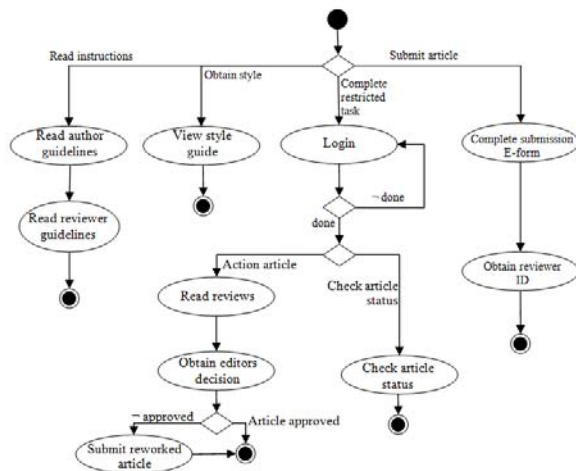 Read instructions
Submit article
Obtain style
Complete
restricted
task
Read author
guidelines
View style
guide
Login
Complete submission
E-form
¬ done
done
Read reviewer
guidelines
Action article
Check article
status
Obtain reviewer
ID
Read reviews
Obtain editors
decision
Check article
status
¬ approved
Article approved
Submit reworked
article